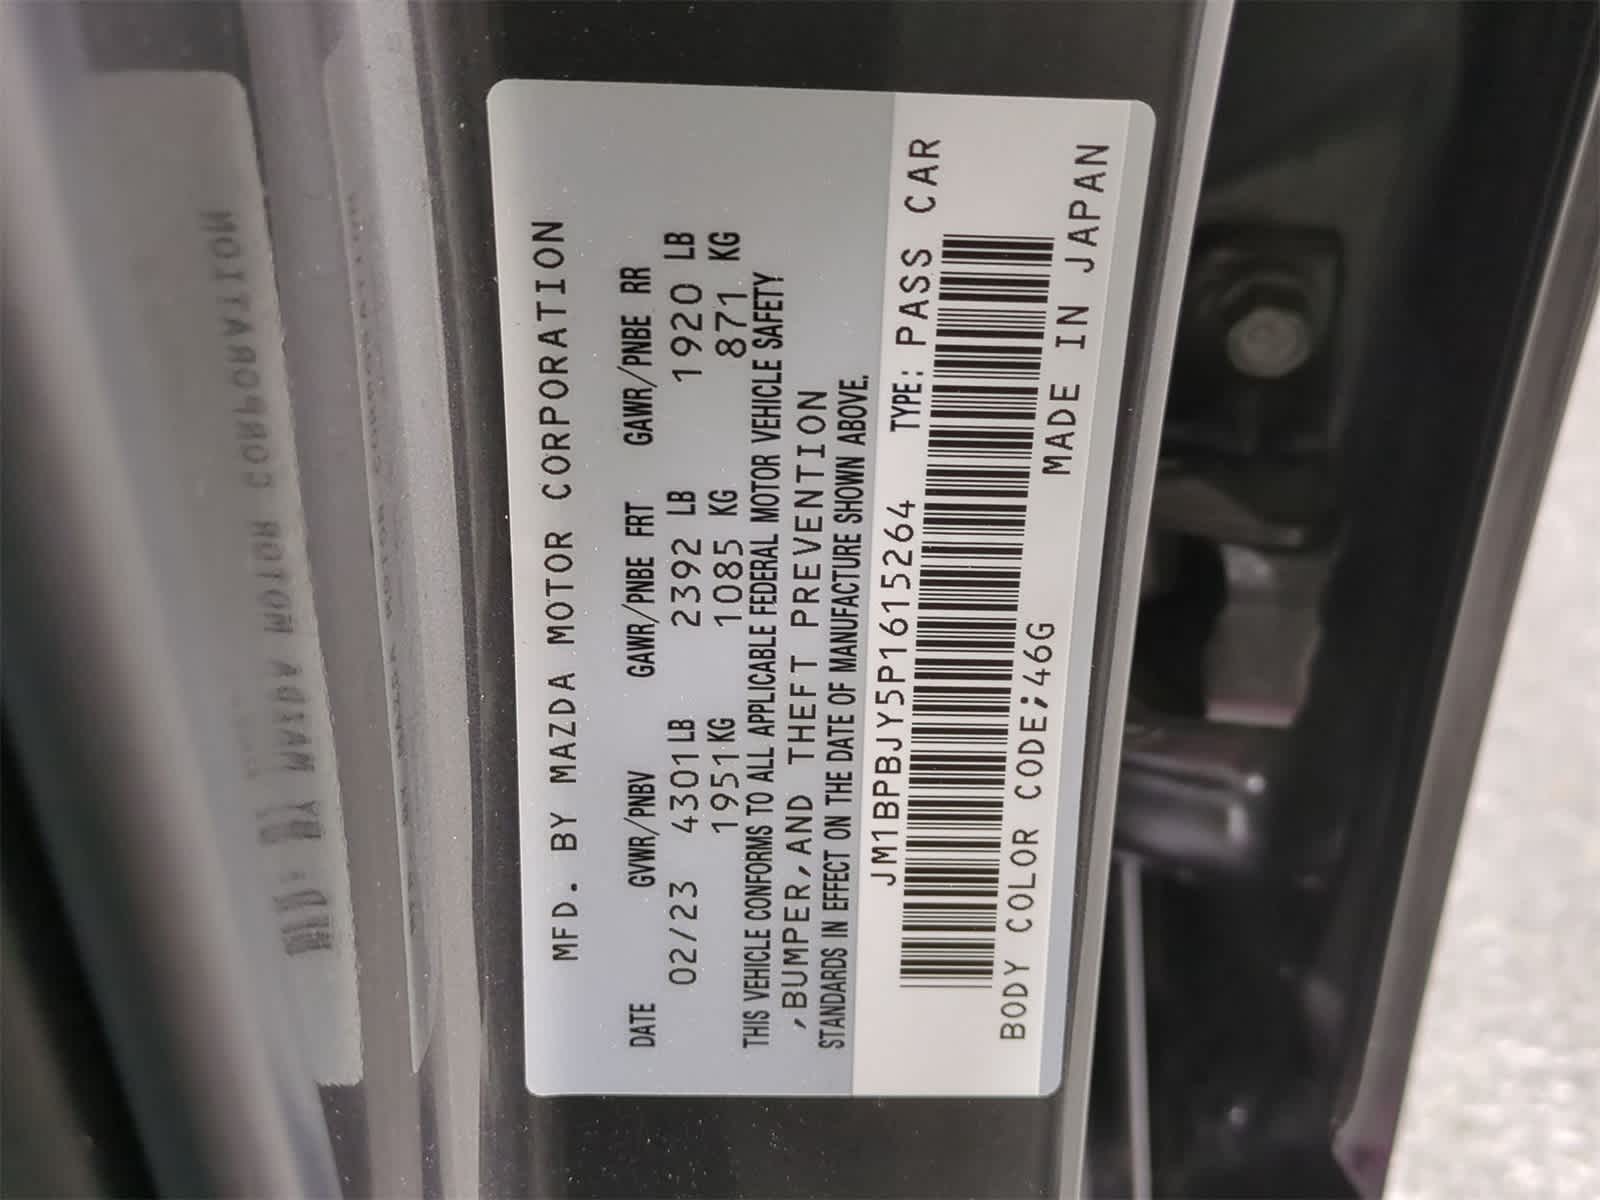 MFD. BY MAZDA MOTOR CORPORATION
DATE GVWR/PNBV GAWR/PNBE FRT GAWR/PNBE RR
02/23 4301LB 2392 LB 1920 LB
1951KG 1085 KG 871 KG
THIS VEHICLE CONFORMS TO ALL APPLICABLE FEDERAL MOTOR VEHICLE SAFETY
,BUMPER,AND THEFT PREVENTION
STANDARDS IN EFFECT ON THE DATE OF MANUFACTURE SHOWN ABOVE.
JM1BPBJY5P1615264 TYPE: PASS CAR
BODY COLOR CODE;46G MADE IN JAPAN